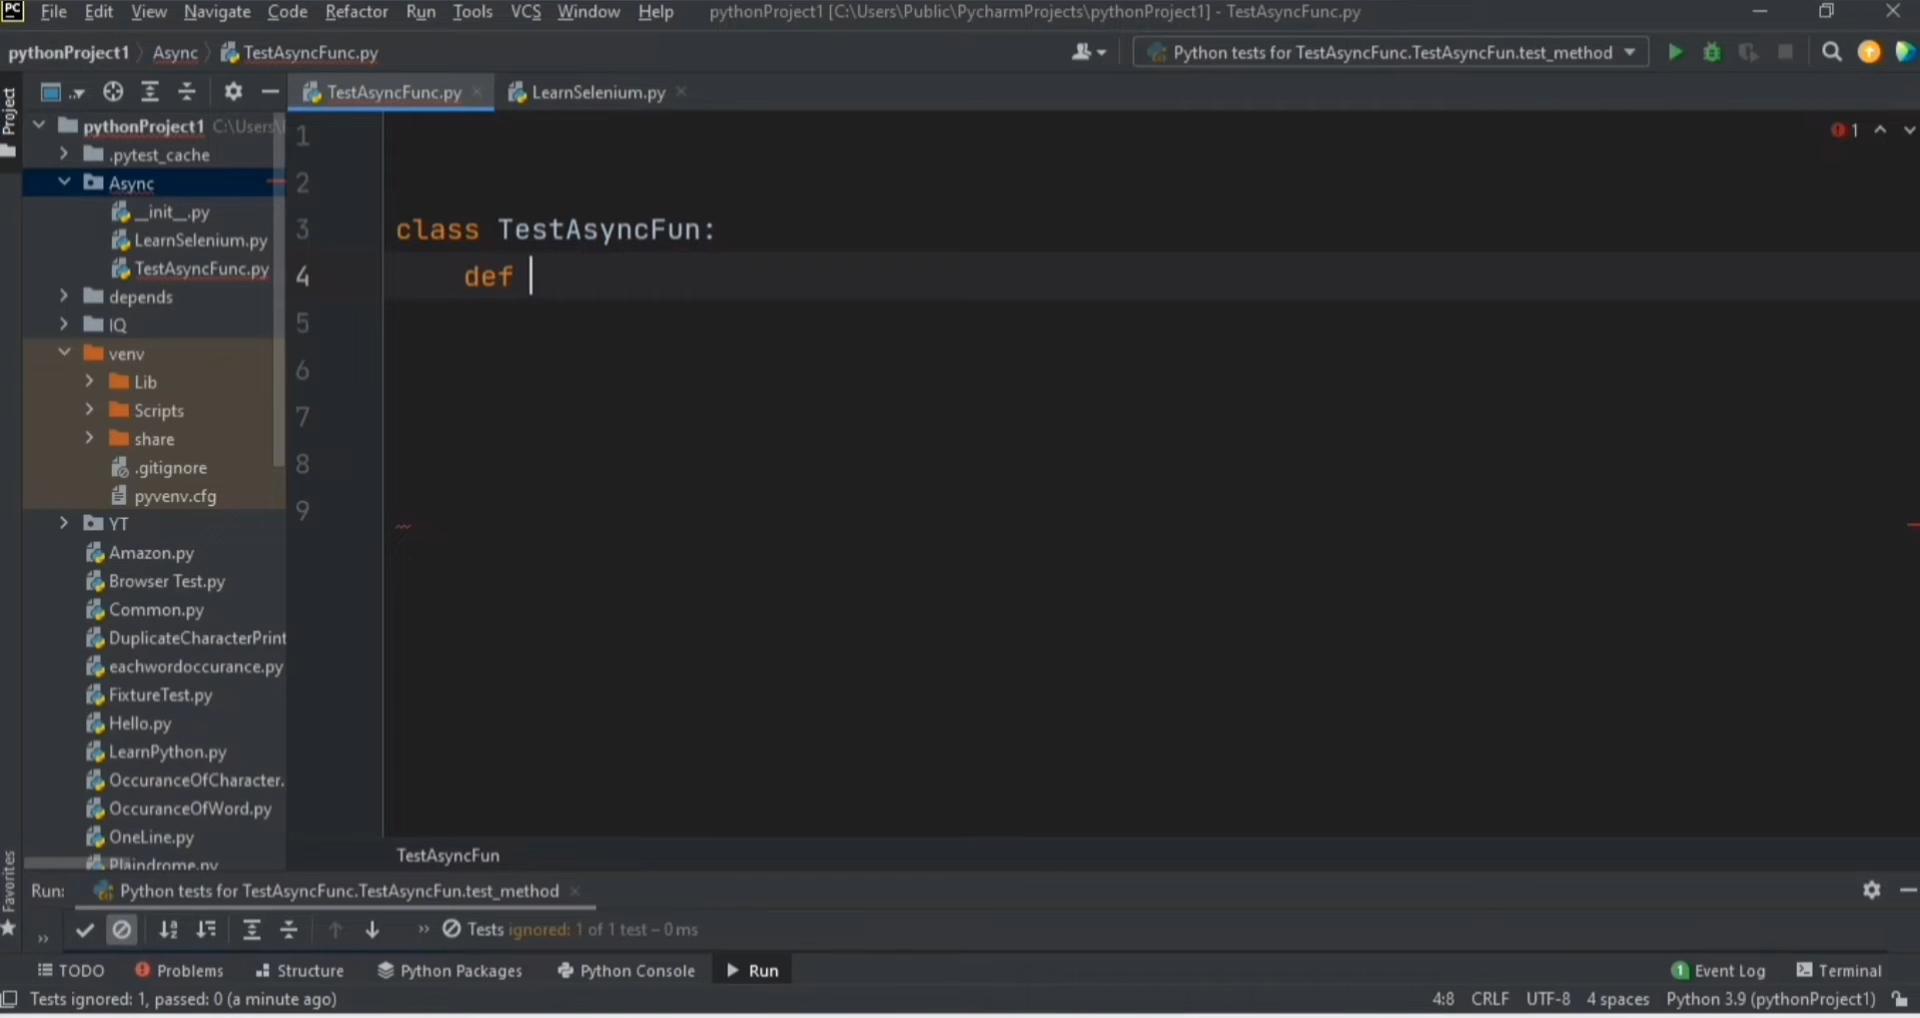 PC File Edit View Navigate Code Refactor Run Tools VCS Window Help pythonProject1 [C:\Users\Public\PycharmProjects\pythonProject1] - TestAsyncFunc.py
pythonProject1 Async TestAsyncFunc.py Python tests for TestAsyncFunc.TestAsyncFun.test_method
Project
TestAsyncFunc.py LearnSelenium.py
pythonProject1 C:\Users\
.pytest_cache
Async
__init__.py
LearnSelenium.py
TestAsyncFunc.py
depends
IQ
venv
Lib
Scripts
share
.gitignore
pyvenv.cfg
YT
Amazon.py
Browser Test.py
Common.py
DuplicateCharacterPrint
eachwordoccurance.py
FixtureTest.py
Hello.py
LearnPython.py
OccuranceOfCharacter.
OccuranceOfWord.py
OneLine.py
Plaindrome.py
1
1
2
3 class TestAsyncFun:
4 def
5
6
7
8
9
TestAsyncFun
Favorites
Run: Python tests for TestAsyncFunc.TestAsyncFun.test_method
Tests ignored: 1 of 1 test – 0 ms
TODO Problems Structure Python Packages Python Console Run 1 Event Log Terminal
Tests ignored: 1, passed: 0 (a minute ago) 4:8 CRLF UTF-8 4 spaces Python 3.9 (pythonProject1)